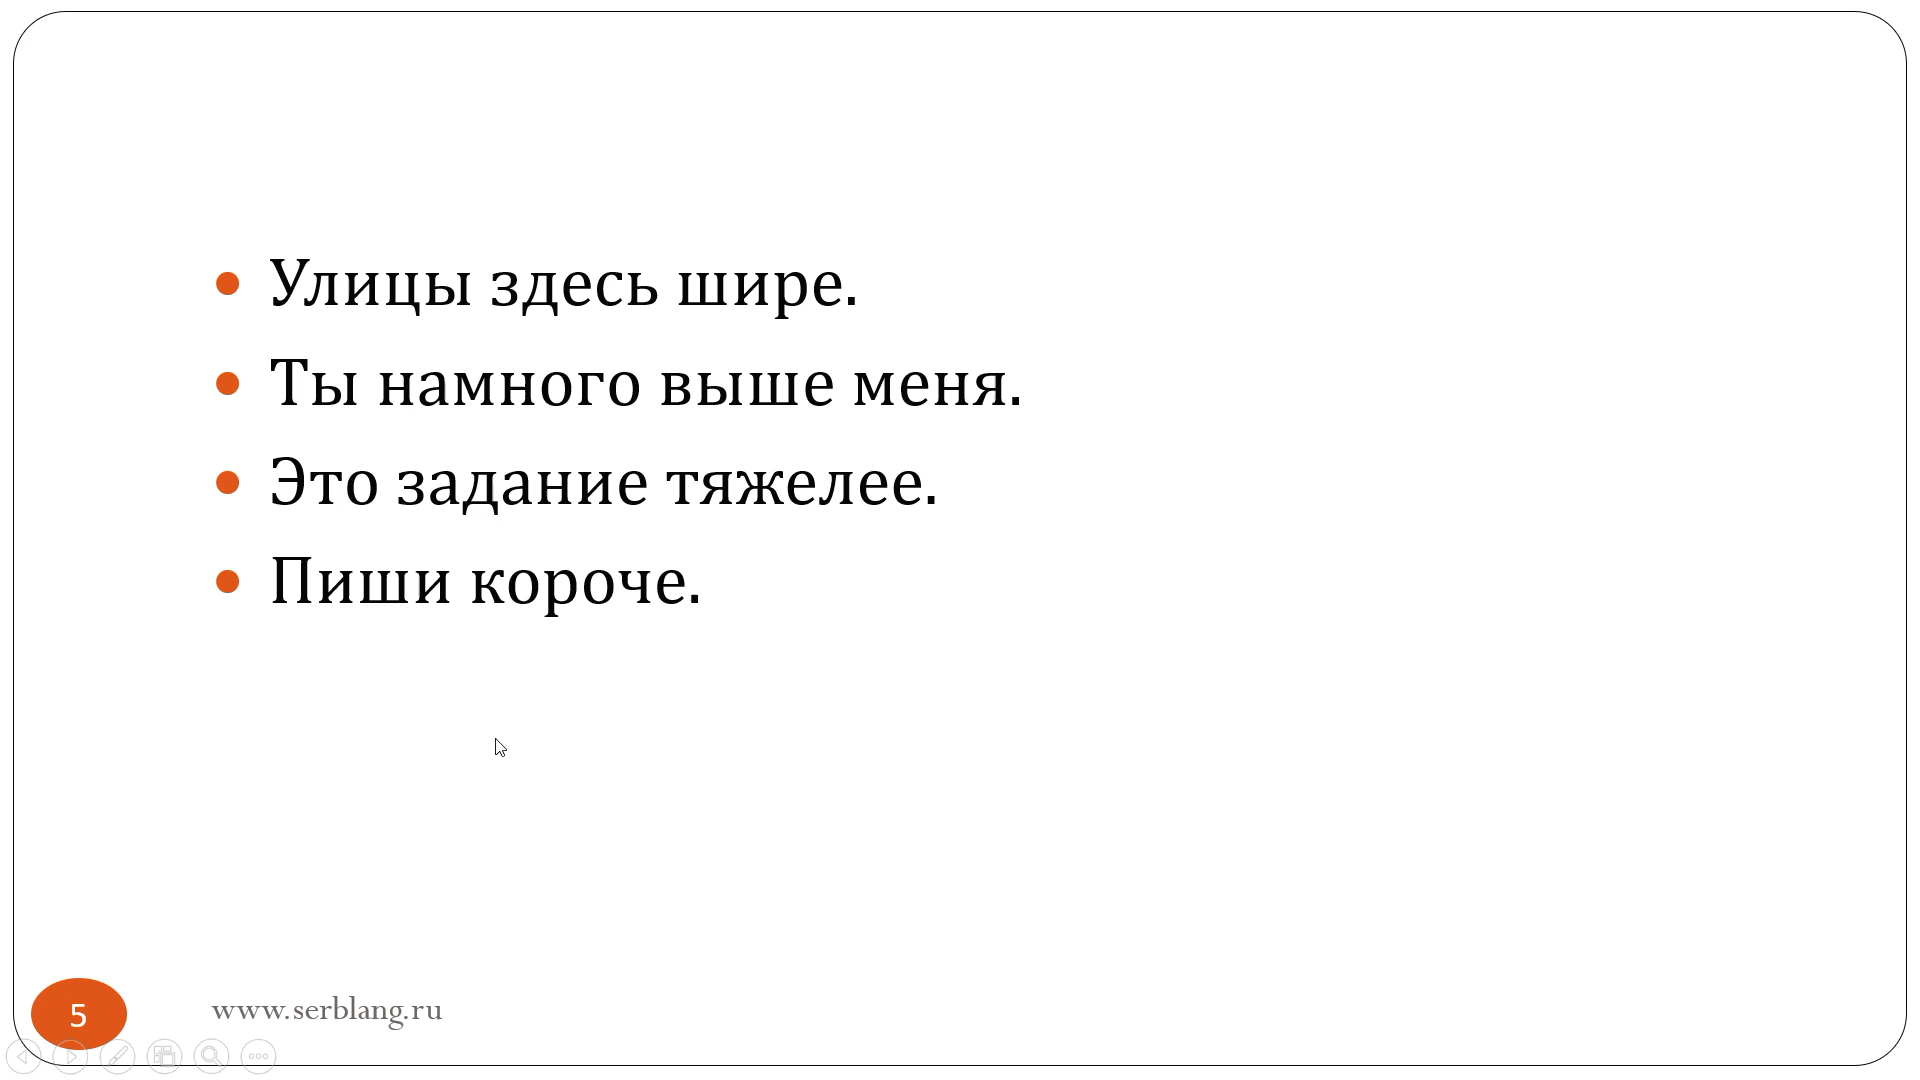 Улицы здесь шире.
Ты намного выше меня.
Это задание тяжелее.
Пиши короче.
5
www.serblang.ru